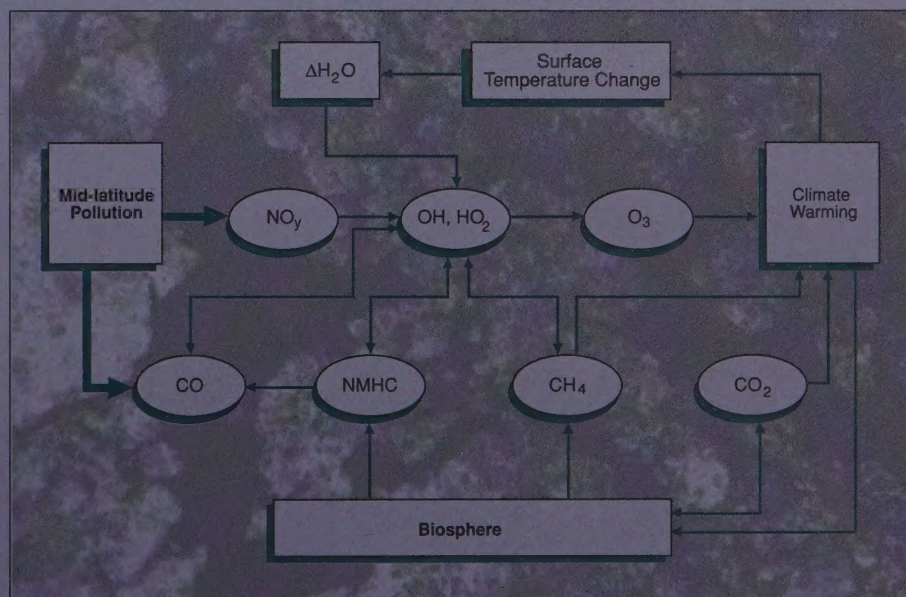 ΔH₂O
Surface
Temperature Change
Mid-latitude
Pollution
NOy
OH, HO₂
O₃
Climate
Warming
CO
NMHC
CH₄
CO₂
Biosphere